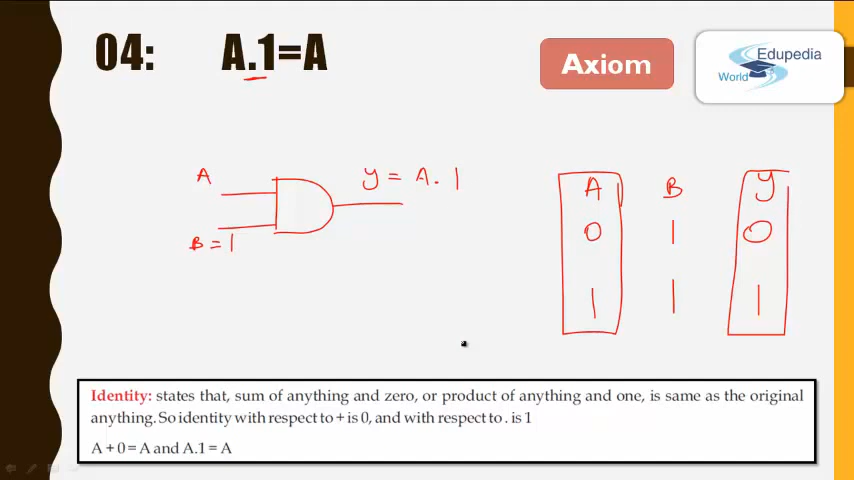 04: A.1=A
Axiom
Edupedia
World
A
y = A. 1
B = 1
A B y
0 1 0
1 1 1
Identity: states that, sum of anything and zero, or product of anything and one, is same as the original
anything. So identity with respect to + is 0, and with respect to . is 1
A + 0 = A and A.1 = A